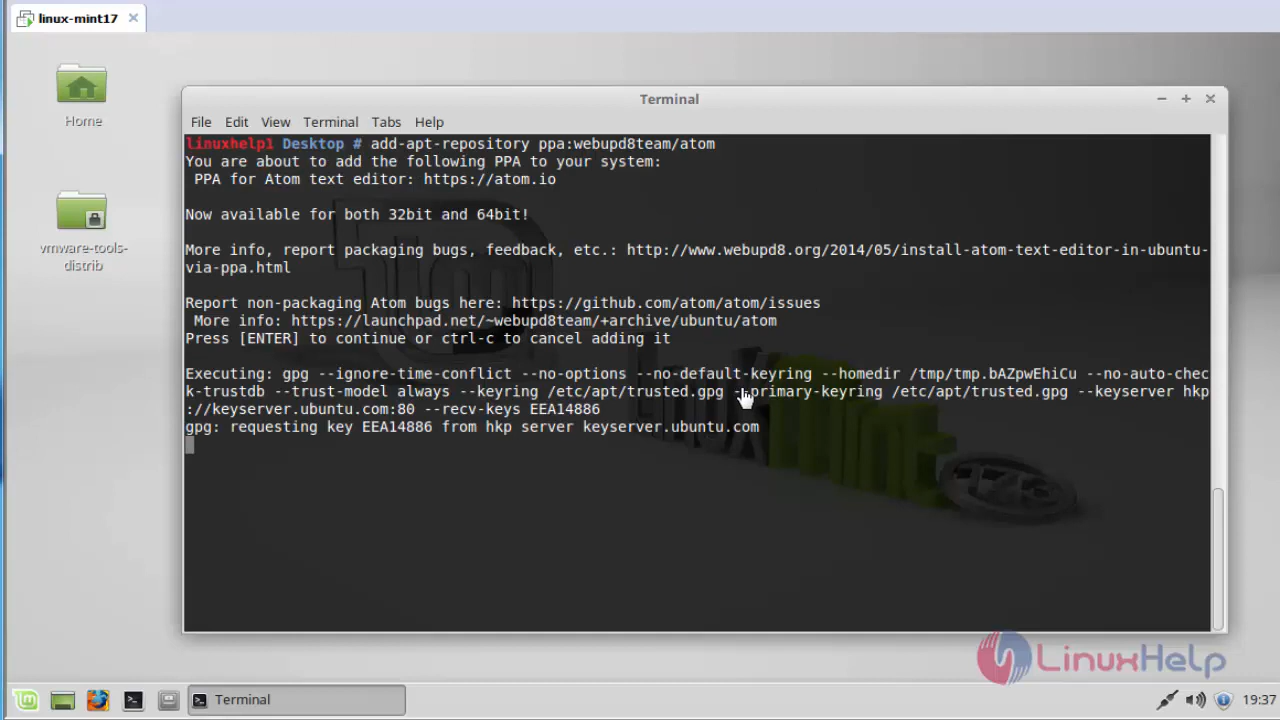 linux-mint17
Home
vmware-tools-
distrib
Terminal
File Edit View Terminal Tabs Help
linuxhelp1 Desktop # add-apt-repository ppa:webupd8team/atom
You are about to add the following PPA to your system:
PPA for Atom text editor: https://atom.io
Now available for both 32bit and 64bit!
More info, report packaging bugs, feedback, etc.: http://www.webupd8.org/2014/05/install-atom-text-editor-in-ubuntu-
via-ppa.html
Report non-packaging Atom bugs here: https://github.com/atom/atom/issues
More info: https://launchpad.net/~webupd8team/+archive/ubuntu/atom
Press [ENTER] to continue or ctrl-c to cancel adding it
Executing: gpg --ignore-time-conflict --no-options --no-default-keyring --homedir /tmp/tmp.bAZpwEhiCu --no-auto-chec
k-trustdb --trust-model always --keyring /etc/apt/trusted.gpg --primary-keyring /etc/apt/trusted.gpg --keyserver hkp
://keyserver.ubuntu.com:80 --recv-keys EEA14886
gpg: requesting key EEA14886 from hkp server keyserver.ubuntu.com
LinuxHelp
Terminal
19:37